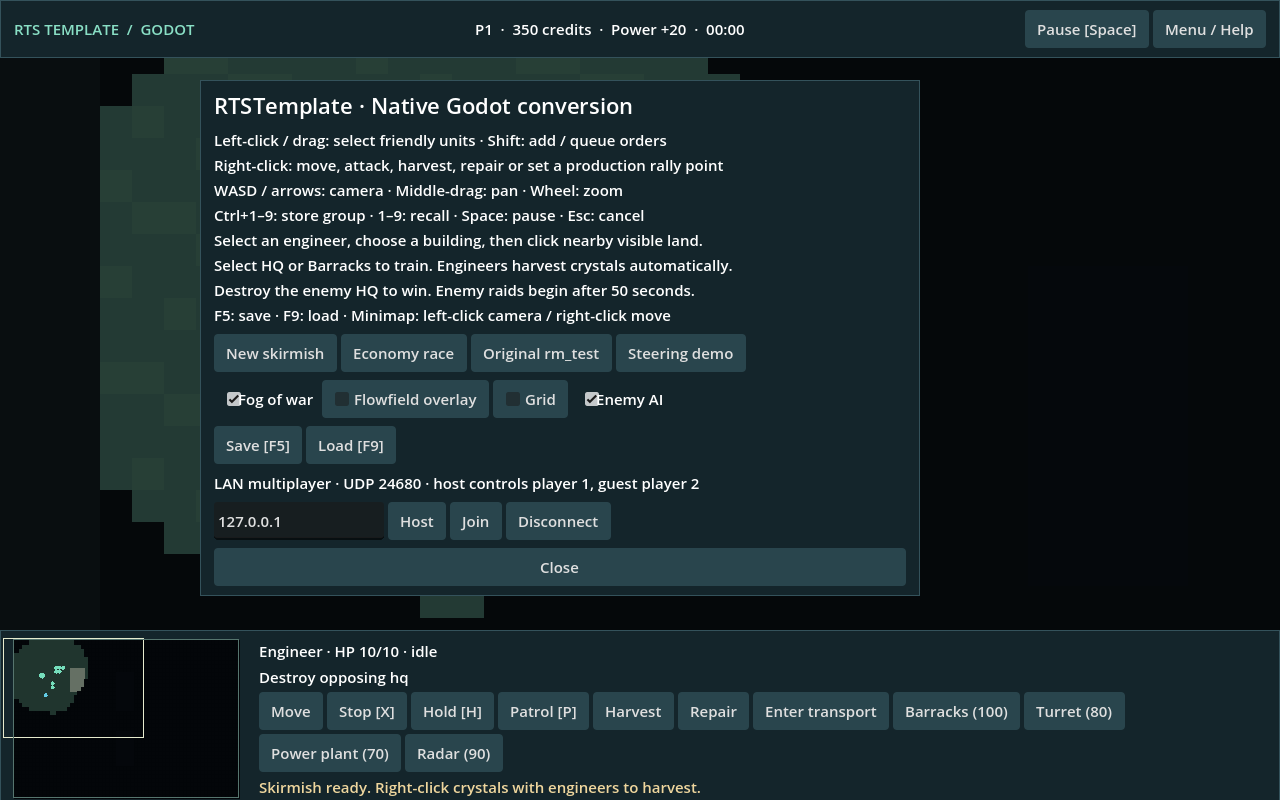 RTS TEMPLATE / GODOT
P1 · 350 credits · Power +20 · 00:00
Pause [Space]
Menu / Help
RTSTemplate · Native Godot conversion
Left-click / drag: select friendly units · Shift: add / queue orders
Right-click: move, attack, harvest, repair or set a production rally point
WASD / arrows: camera · Middle-drag: pan · Wheel: zoom
Ctrl+1–9: store group · 1–9: recall · Space: pause · Esc: cancel
Select an engineer, choose a building, then click nearby visible land.
Select HQ or Barracks to train. Engineers harvest crystals automatically.
Destroy the enemy HQ to win. Enemy raids begin after 50 seconds.
F5: save · F9: load · Minimap: left-click camera / right-click move
New skirmish Economy race Original rm_test Steering demo
Fog of war Flowfield overlay Grid Enemy AI
Save [F5] Load [F9]
LAN multiplayer · UDP 24680 · host controls player 1, guest player 2
127.0.0.1 Host Join Disconnect
Close
Engineer · HP 10/10 · idle
Destroy opposing hq
Move Stop [X] Hold [H] Patrol [P] Harvest Repair Enter transport Barracks (100) Turret (80)
Power plant (70) Radar (90)
Skirmish ready. Right-click crystals with engineers to harvest.